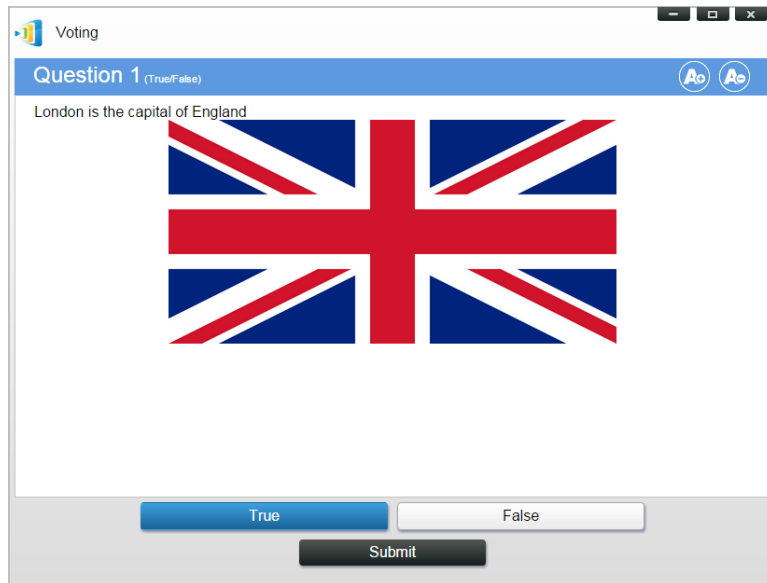 Voting
Question 1 (True/False)
A+ A-
London is the capital of England
True False
Submit